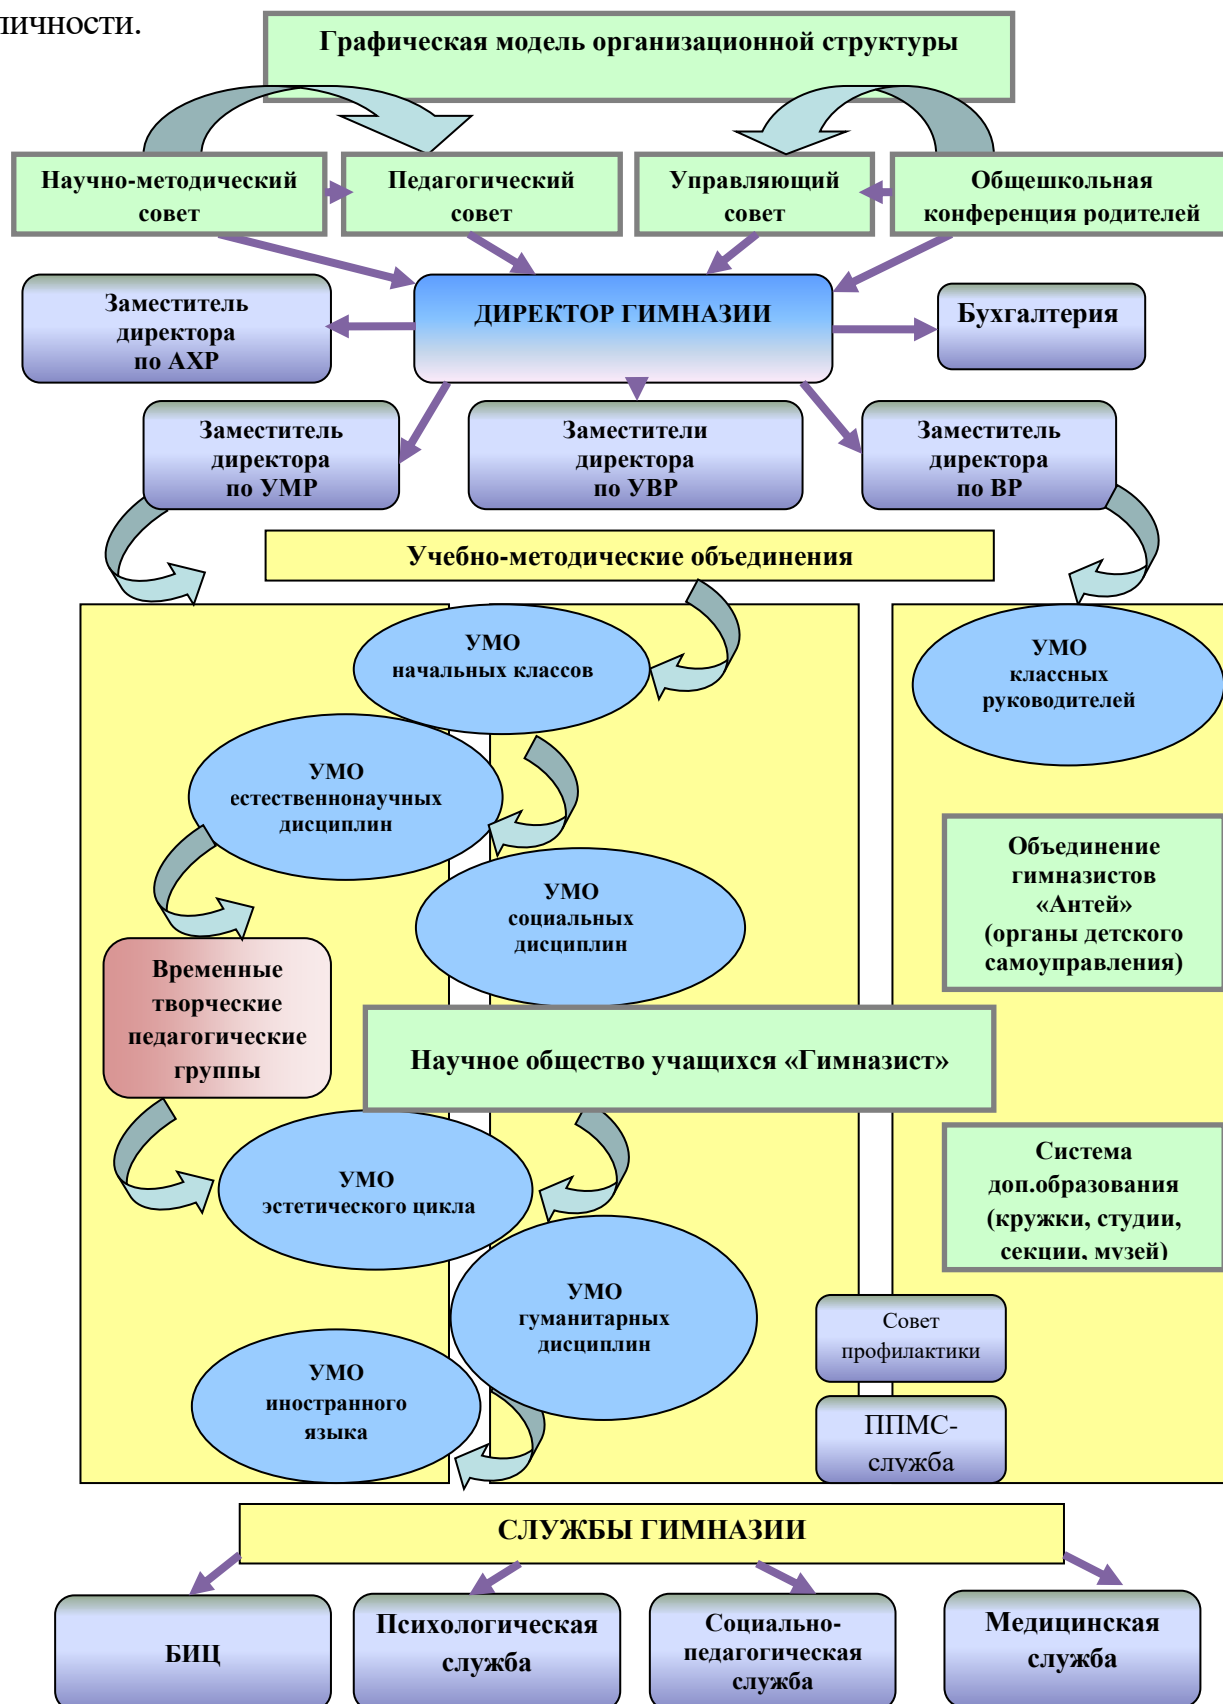 личности.
Графическая модель организационной структуры
Научно-методический
совет
Педагогический
совет
Управляющий
совет
Общешкольная
конференция родителей
Заместитель
директора
по АХР
ДИРЕКТОР ГИМНАЗИИ
Бухгалтерия
Заместитель
директора
по УМР
Заместители
директора
по УВР
Заместитель
директора
по ВР
Учебно-методические объединения
УМО
начальных классов
УМО
классных
руководителей
УМО
естественнонаучных
дисциплин
УМО
социальных
дисциплин
Объединение
гимназистов
«Антей»
(органы детского
самоуправления)
Временные
творческие
педагогические
группы
Научное общество учащихся «Гимназист»
УМО
эстетического цикла
Система
доп.образования
(кружки, студии,
секции, музей)
УМО
гуманитарных
дисциплин
Совет
профилактики
УМО
иностранного
языка
ППМС-
служба
СЛУЖБЫ ГИМНАЗИИ
БИЦ
Психологическая
служба
Социально-
педагогическая
служба
Медицинская
служба